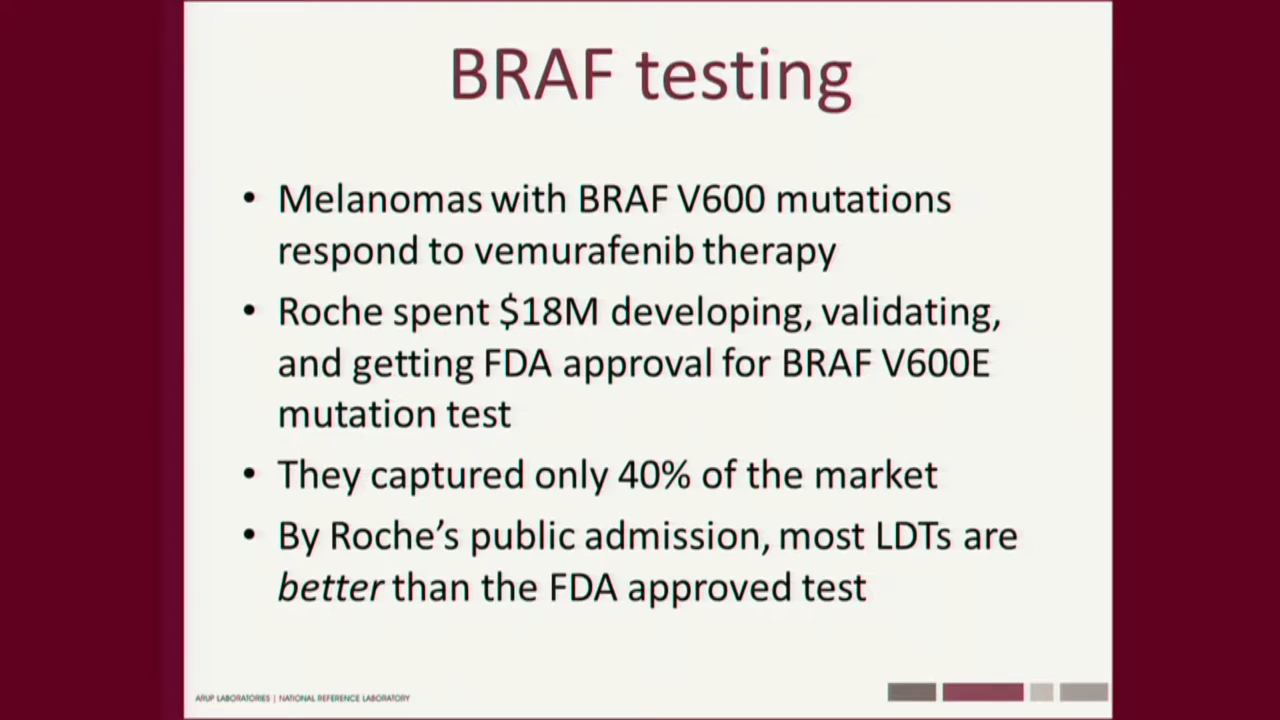 BRAF testing
• Melanomas with BRAF V600 mutations
respond to vemurafenib therapy
• Roche spent $18M developing, validating,
and getting FDA approval for BRAF V600E
mutation test
• They captured only 40% of the market
• By Roche's public admission, most LDTs are
better than the FDA approved test
ARUP LABORATORIES | NATIONAL REFERENCE LABORATORY